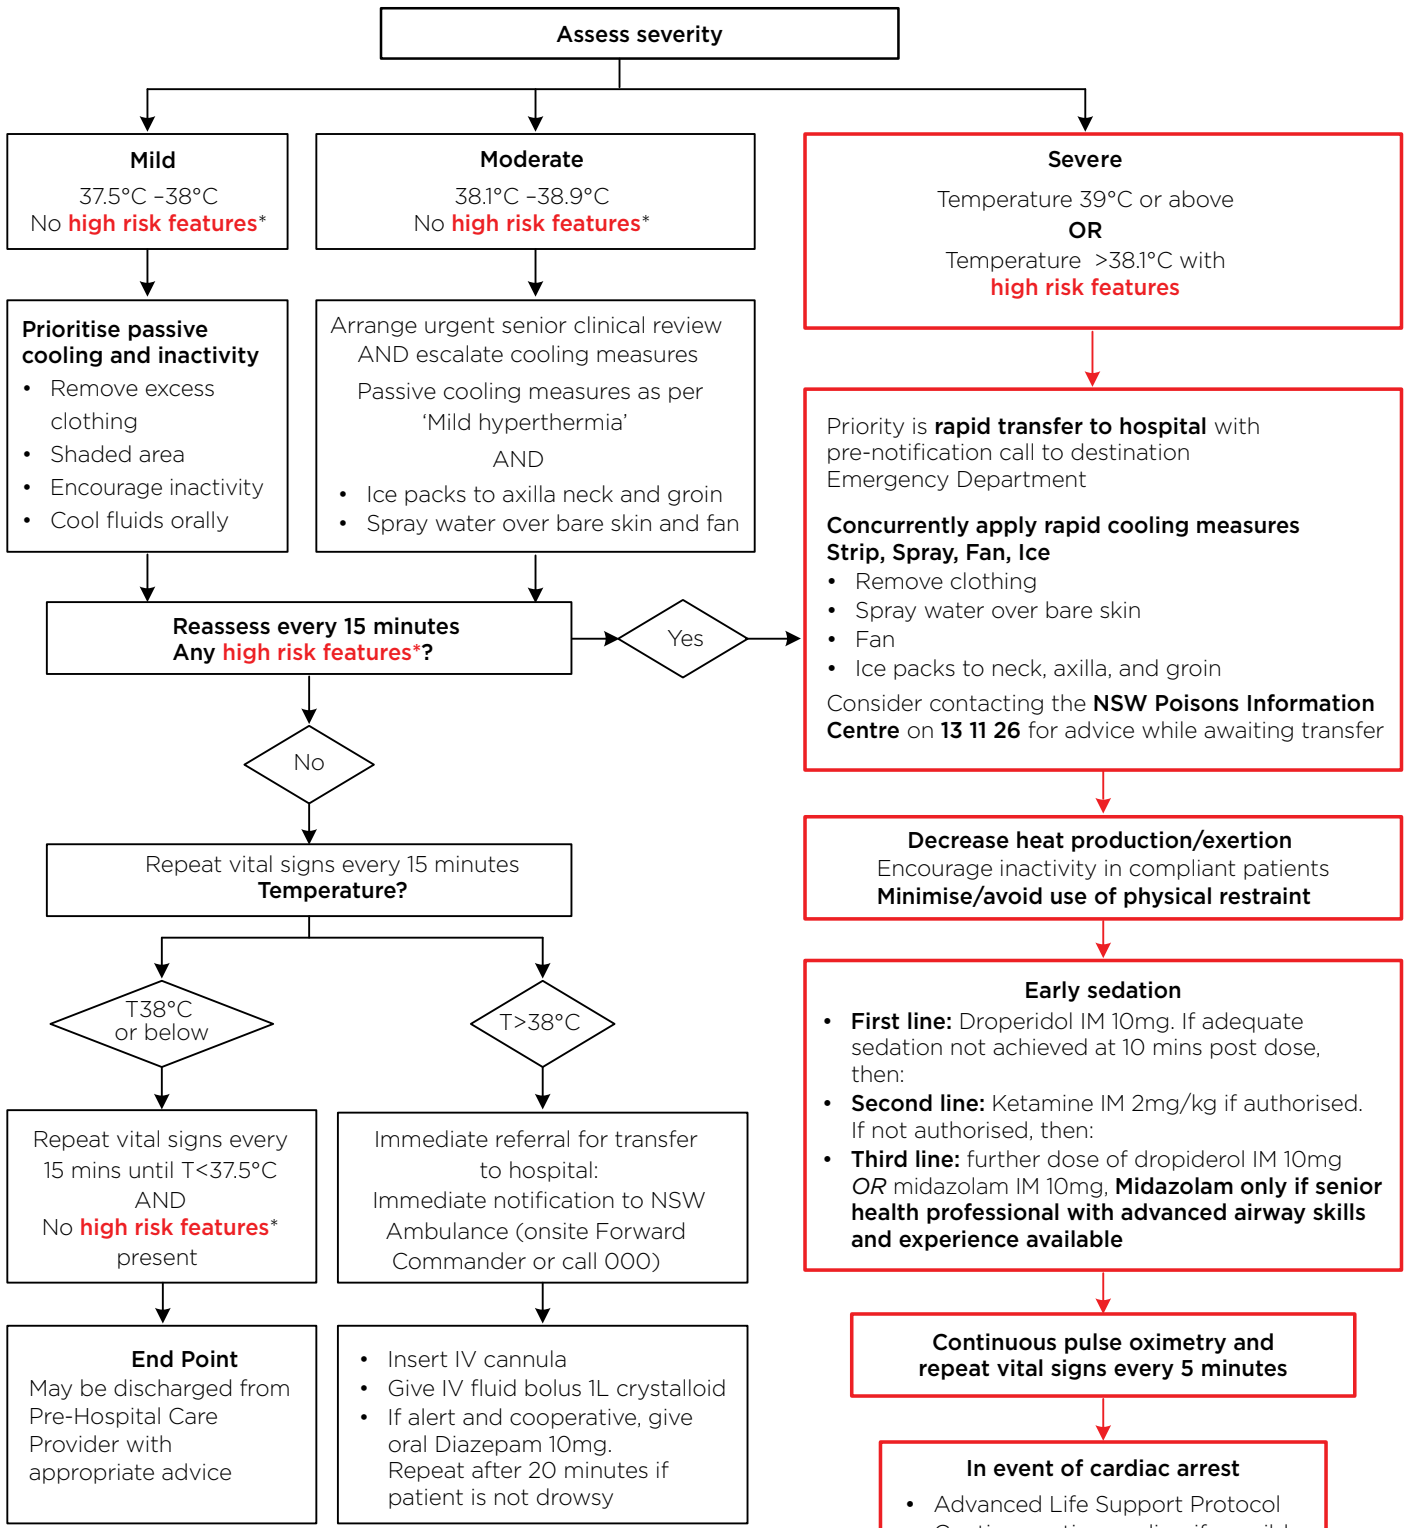 Assess severity
Mild
37.5°C –38°C
No high risk features*
Moderate
38.1°C –38.9°C
No high risk features*
Severe
Temperature 39°C or above
OR
Temperature >38.1°C with
high risk features
Prioritise passive
cooling and inactivity
• Remove excess
clothing
• Shaded area
• Encourage inactivity
• Cool fluids orally
Arrange urgent senior clinical review
AND escalate cooling measures
Passive cooling measures as per
‘Mild hyperthermia’
AND
• Ice packs to axilla neck and groin
• Spray water over bare skin and fan
Priority is rapid transfer to hospital with
pre-notification call to destination
Emergency Department
Concurrently apply rapid cooling measures
Strip, Spray, Fan, Ice
• Remove clothing
• Spray water over bare skin
• Fan
• Ice packs to neck, axilla, and groin
Consider contacting the NSW Poisons Information
Centre on 13 11 26 for advice while awaiting transfer
Reassess every 15 minutes
Any high risk features*?
Yes
No
Repeat vital signs every 15 minutes
Temperature?
T38°C
or below
T>38°C
Repeat vital signs every
15 mins until T<37.5°C
AND
No high risk features*
present
Immediate referral for transfer
to hospital:
Immediate notification to NSW
Ambulance (onsite Forward
Commander or call 000)
End Point
May be discharged from
Pre-Hospital Care
Provider with
appropriate advice
• Insert IV cannula
• Give IV fluid bolus 1L crystalloid
• If alert and cooperative, give
oral Diazepam 10mg.
Repeat after 20 minutes if
patient is not drowsy
Decrease heat production/exertion
Encourage inactivity in compliant patients
Minimise/avoid use of physical restraint
Early sedation
• First line: Droperidol IM 10mg. If adequate
sedation not achieved at 10 mins post dose,
then:
• Second line: Ketamine IM 2mg/kg if authorised.
If not authorised, then:
• Third line: further dose of dropiderol IM 10mg
OR midazolam IM 10mg, Midazolam only if senior
health professional with advanced airway skills
and experience available
Continuous pulse oximetry and
repeat vital signs every 5 minutes
In event of cardiac arrest
• Advanced Life Support Protocol